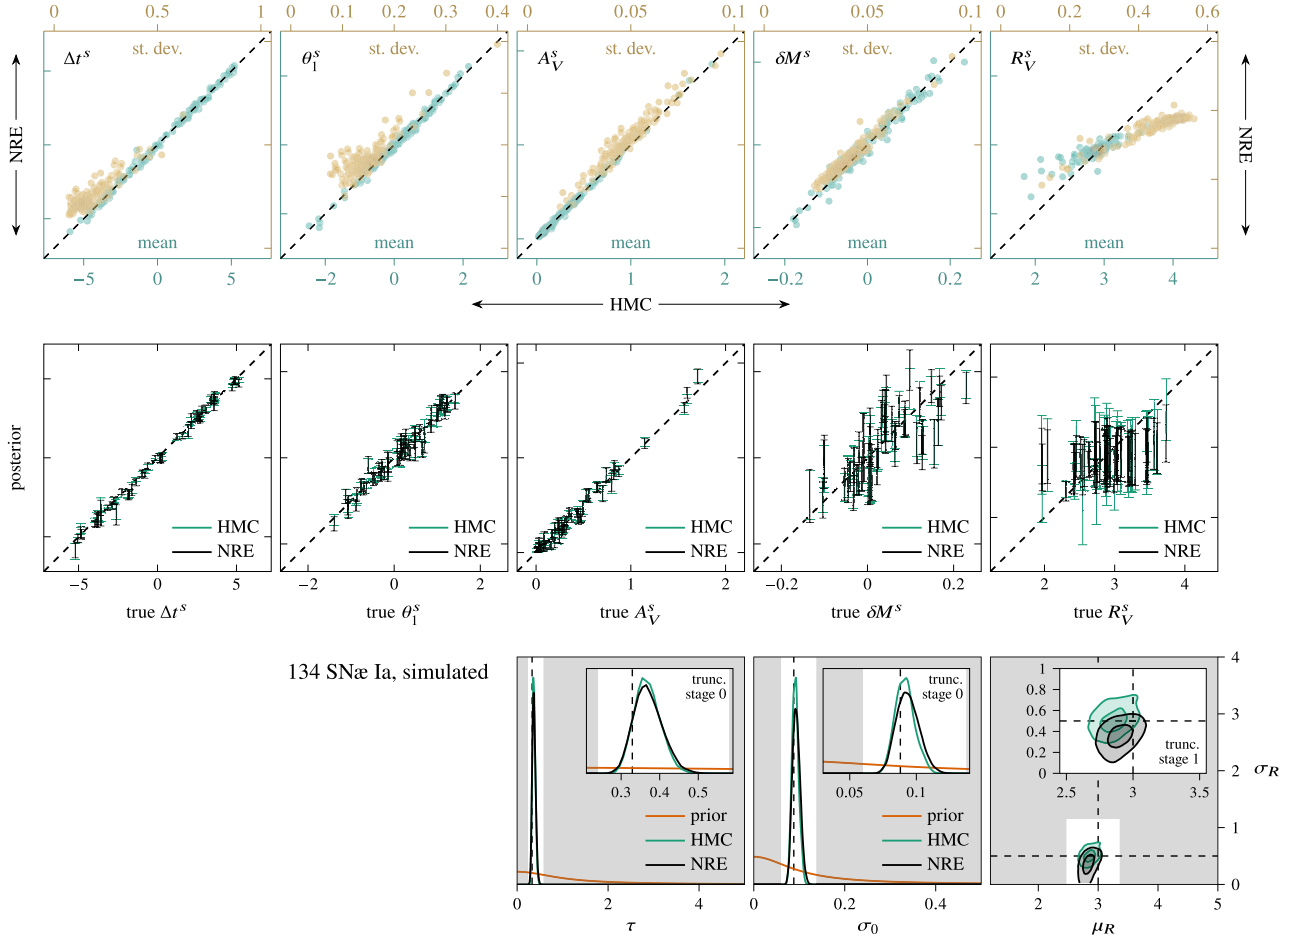 0 0.5 1 0 0.1 0.2 0.3 0.4 0 0.05 0.1 0 0.05 0.1 0 0.2 0.4 0.6
Δt^s st. dev. θ_1^s st. dev. A_V^s st. dev. δM^s st. dev. R_V^s st. dev.
NRE NRE
mean mean mean mean mean
−5 0 5 −2 0 2 0 1 2 −0.2 0 0.2 2 3 4
HMC
posterior
HMC HMC HMC HMC HMC
NRE NRE NRE NRE NRE
−5 0 5 −2 0 2 0 1 2 −0.2 0 0.2 2 3 4
true Δt^s true θ_1^s true A_V^s true δM^s true R_V^s
134 SNæ Ia, simulated
trunc.
stage 0
0.3 0.4 0.5
prior
HMC
NRE
0 2 4
τ
trunc.
stage 0
0.05 0.1
prior
HMC
NRE
0 0.2 0.4
σ_0
1
0.8
0.6
0.4
0.2
0
trunc.
stage 1
2.5 3 3.5
4
3
2
1
0
σ_R
2 3 4 5
μ_R